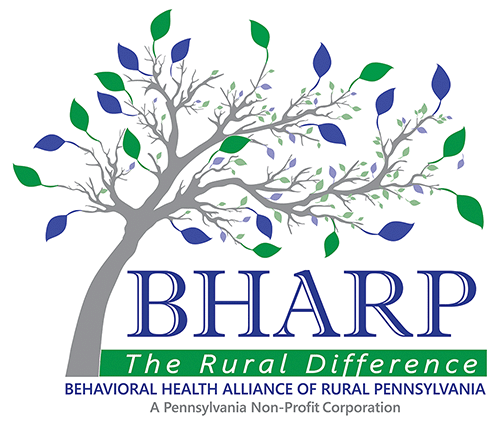 BHARP
The Rural Difference
BEHAVIORAL HEALTH ALLIANCE OF RURAL PENNSYLVANIA
A Pennsylvania Non-Profit Corporation